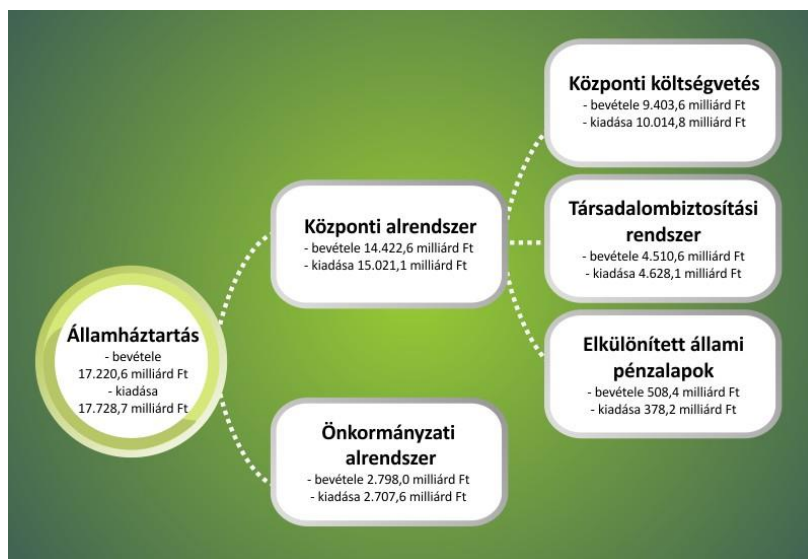 Államháztartás
- bevétele
17.220,6 milliárd Ft
- kiadása
17.728,7 milliárd Ft
Központi alrendszer
- bevétele 14.422,6 milliárd Ft
- kiadása 15.021,1 milliárd Ft
Önkormányzati
alrendszer
- bevétele 2.798,0 milliárd Ft
- kiadása 2.707,6 milliárd Ft
Központi költségvetés
- bevétele 9.403,6 milliárd Ft
- kiadása 10.014,8 milliárd Ft
Társadalombiztosítási
rendszer
- bevétele 4.510,6 milliárd Ft
- kiadása 4.628,1 milliárd Ft
Elkülönített állami
pénzalapok
- bevétele 508,4 milliárd Ft
- kiadása 378,2 milliárd Ft